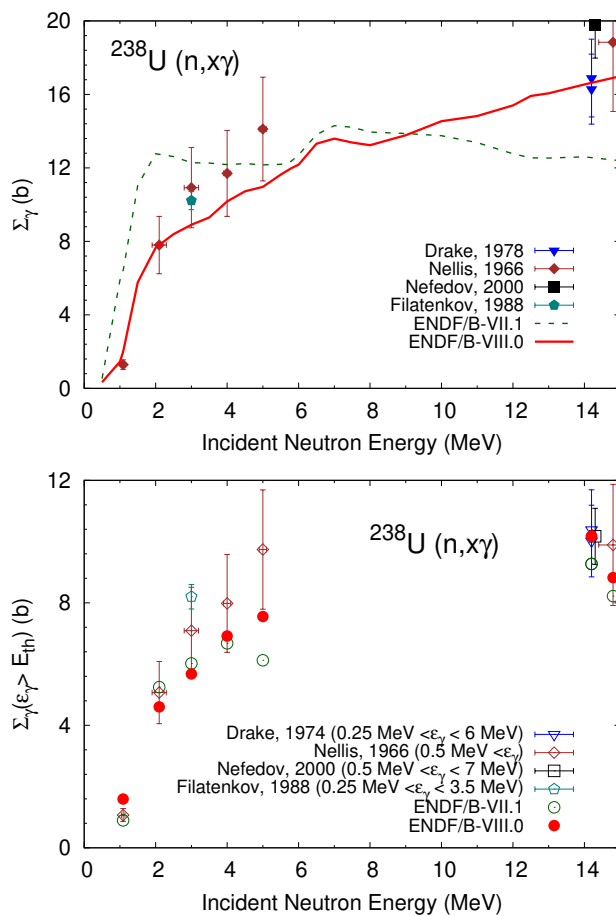 20
16
12
8
4
0
Σγ (b)
²³⁸U (n,xγ)
Drake, 1978
Nellis, 1966
Nefedov, 2000
Filatenkov, 1988
ENDF/B-VII.1
ENDF/B-VIII.0
0 2 4 6 8 10 12 14
Incident Neutron Energy (MeV)
12
8
4
0
Σγ(εγ> Eth) (b)
²³⁸U (n,xγ)
Drake, 1974 (0.25 MeV <εγ < 6 MeV)
Nellis, 1966 (0.5 MeV <εγ)
Nefedov, 2000 (0.5 MeV <εγ < 7 MeV)
Filatenkov, 1988 (0.25 MeV <εγ < 3.5 MeV)
ENDF/B-VII.1
ENDF/B-VIII.0
0 2 4 6 8 10 12 14
Incident Neutron Energy (MeV)